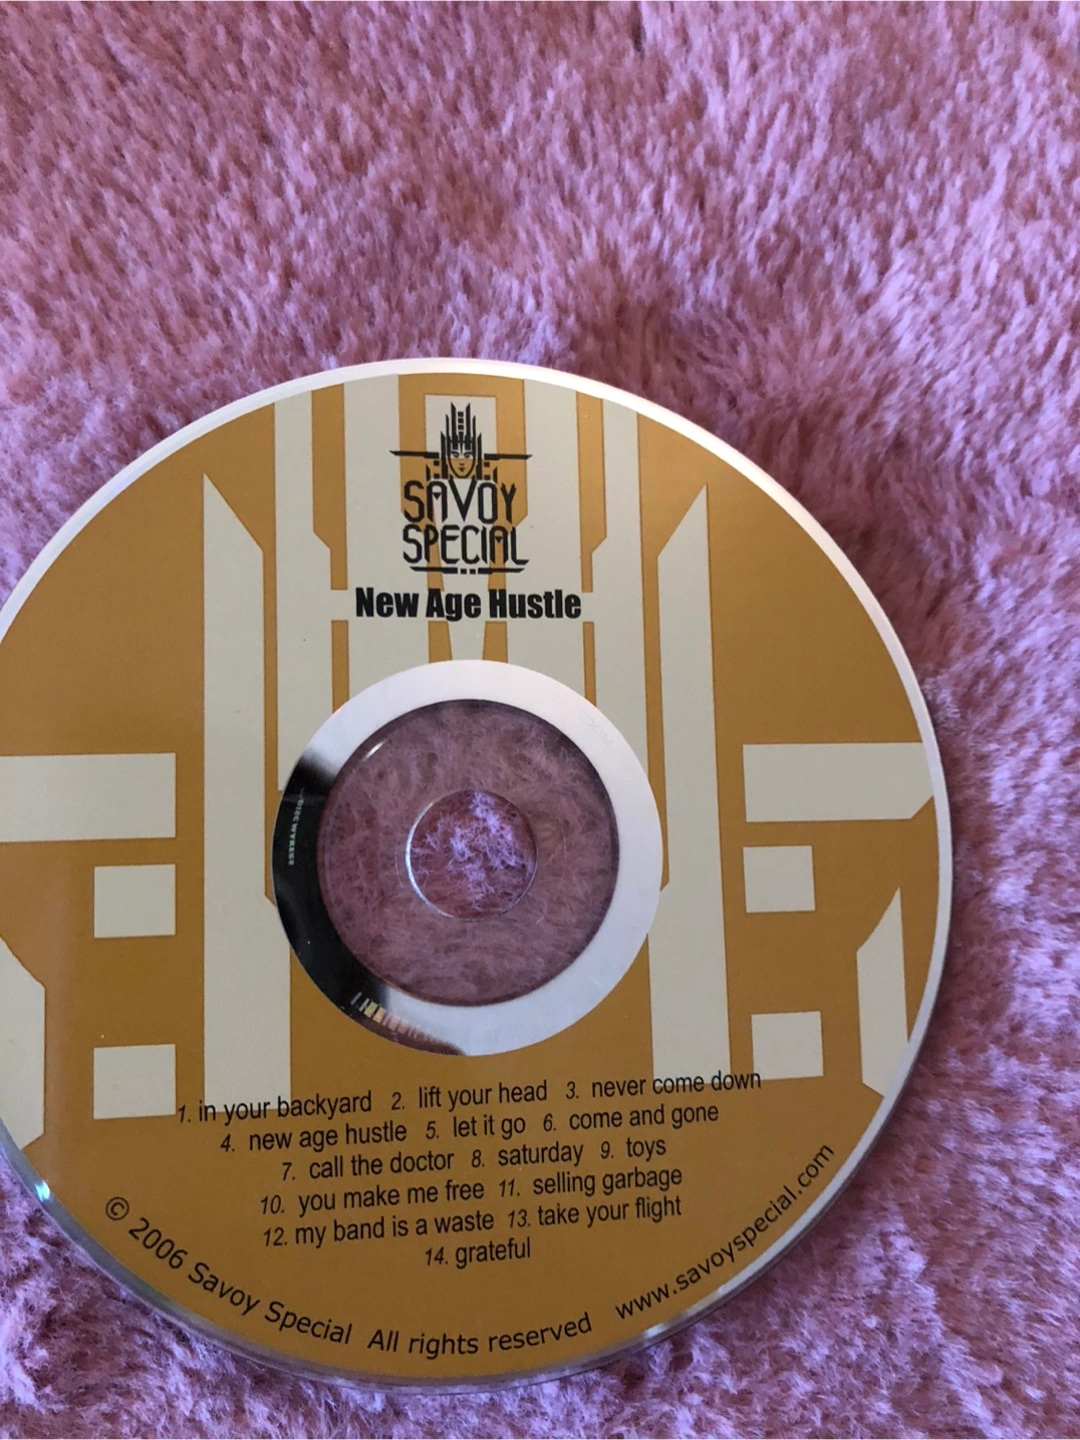 SAVOY
SPECIAL
New Age Hustle
DISC MAKERS
1. in your backyard 2. lift your head 3. never come down
4. new age hustle 5. let it go 6. come and gone
7. call the doctor 8. saturday 9. toys
10. you make me free 11. selling garbage
12. my band is a waste 13. take your flight
14. grateful
© 2006 Savoy Special All rights reserved www.savoyspecial.com